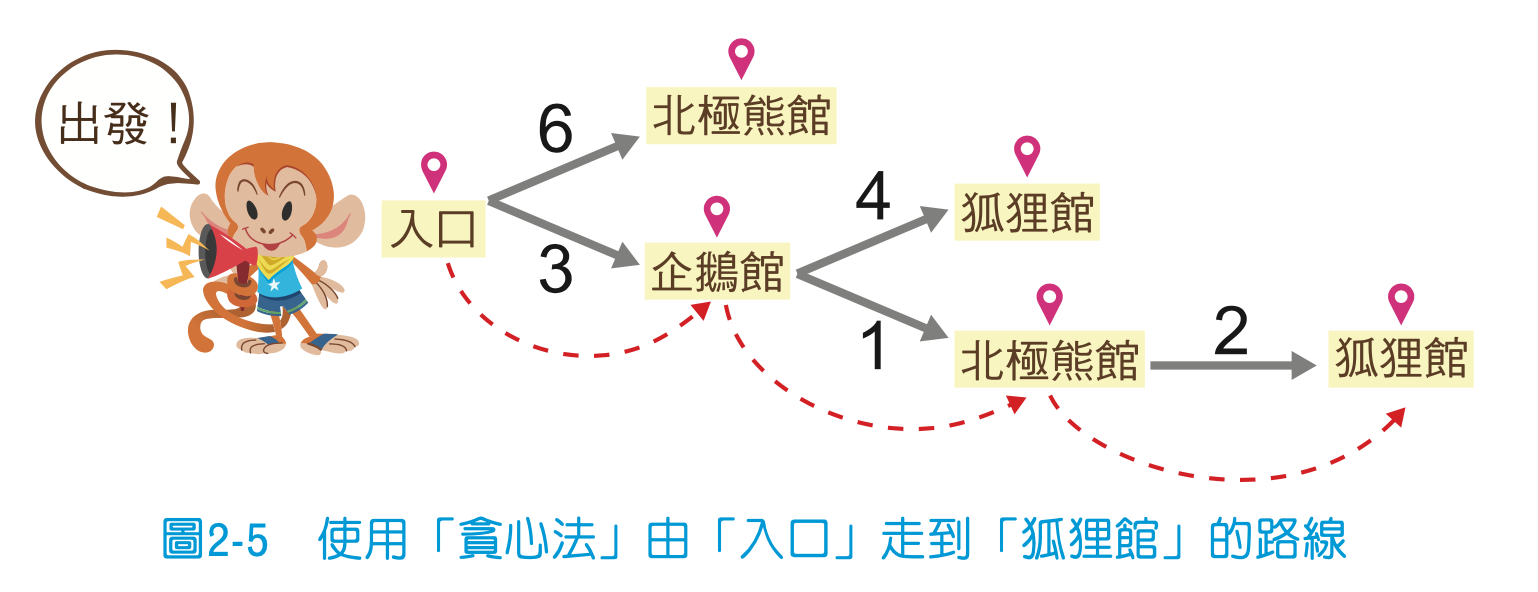 出發！
北極熊館
6
入口
3
企鵝館
4
狐狸館
1
北極熊館
2
狐狸館
圖2-5　使用「貪心法」由「入口」走到「狐狸館」的路線